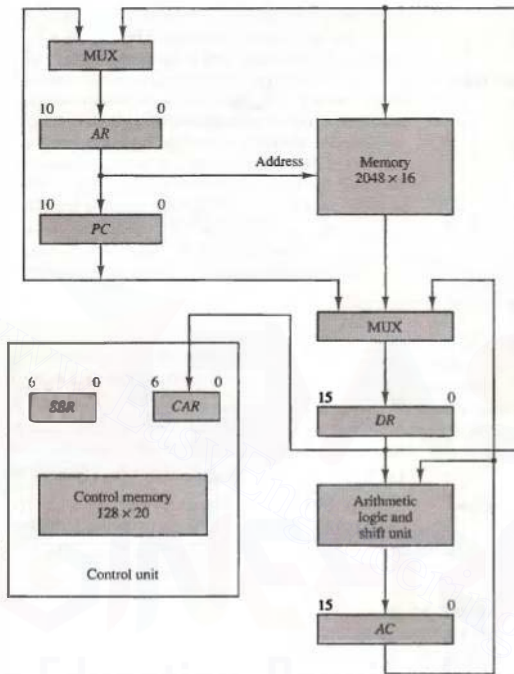 MUX
10 0
AR
Address
Memory
2048 × 16
10 0
PC
MUX
6 0 6 0
SBR CAR
15 0
DR
Control memory
128 × 20
Arithmetic
logic and
shift unit
Control unit
15 0
AC